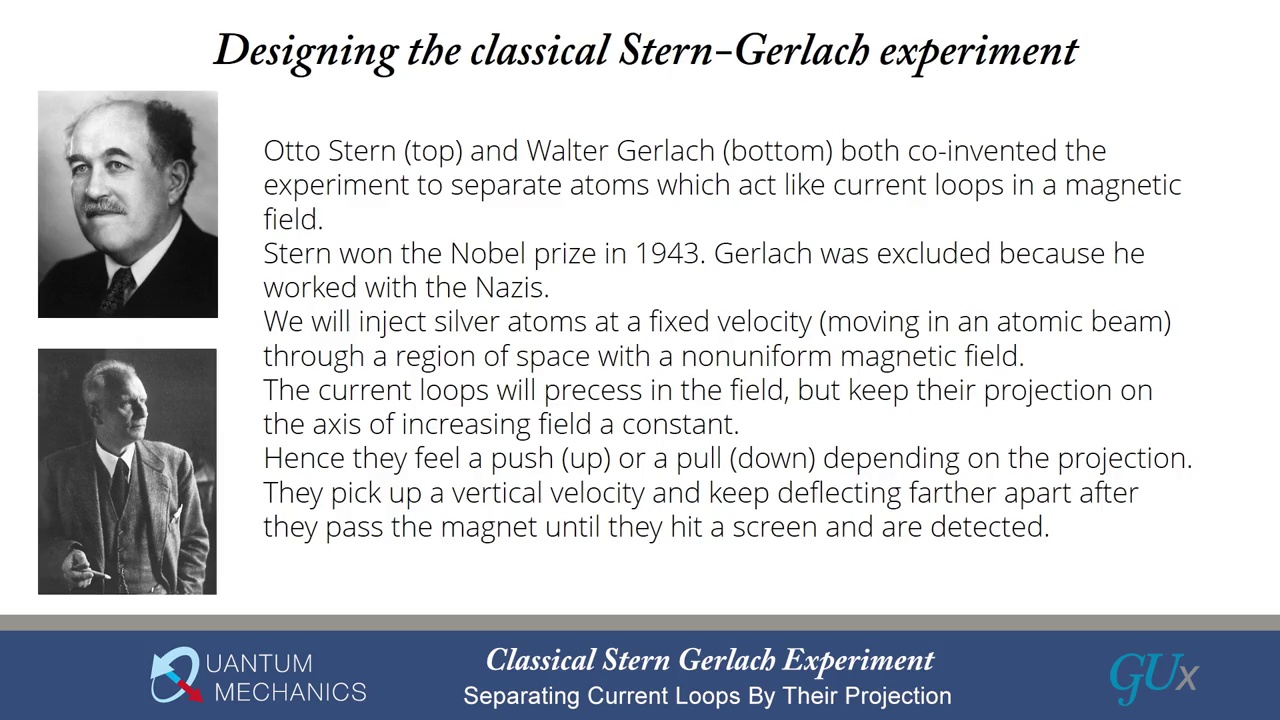 Designing the classical Stern-Gerlach experiment
Otto Stern (top) and Walter Gerlach (bottom) both co-invented the
experiment to separate atoms which act like current loops in a magnetic
field.
Stern won the Nobel prize in 1943. Gerlach was excluded because he
worked with the Nazis.
We will inject silver atoms at a fixed velocity (moving in an atomic beam)
through a region of space with a nonuniform magnetic field.
The current loops will precess in the field, but keep their projection on
the axis of increasing field a constant.
Hence they feel a push (up) or a pull (down) depending on the projection.
They pick up a vertical velocity and keep deflecting farther apart after
they pass the magnet until they hit a screen and are detected.
QUANTUM
MECHANICS
Classical Stern Gerlach Experiment
Separating Current Loops By Their Projection
GUx